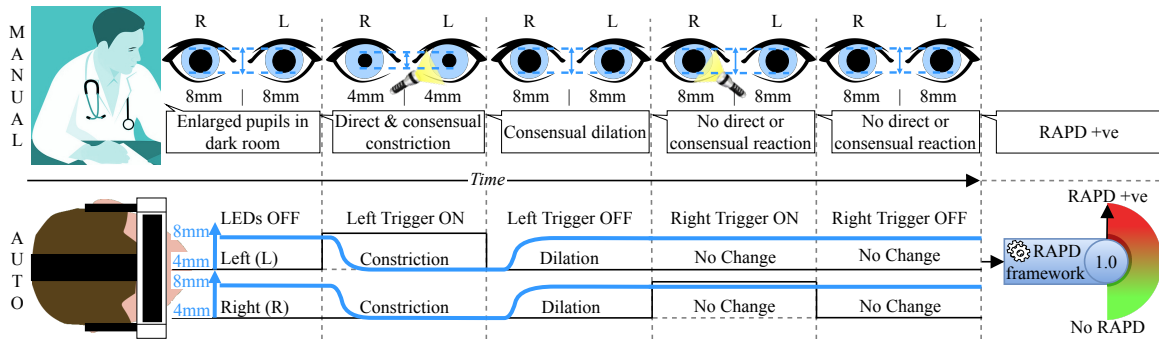 MANUAL
R L R L R L R L R L
8mm | 8mm 4mm | 4mm 8mm | 8mm 8mm | 8mm 8mm | 8mm
Enlarged pupils in
dark room
Direct & consensual
constriction
Consensual dilation
No direct or
consensual reaction
No direct or
consensual reaction
RAPD +ve
Time
AUTO
LEDs OFF Left Trigger ON Left Trigger OFF Right Trigger ON Right Trigger OFF
8mm
4mm
Left (L) Constriction Dilation No Change No Change
8mm
4mm
Right (R) Constriction Dilation No Change No Change
RAPD +ve
RAPD
framework
1.0
No RAPD